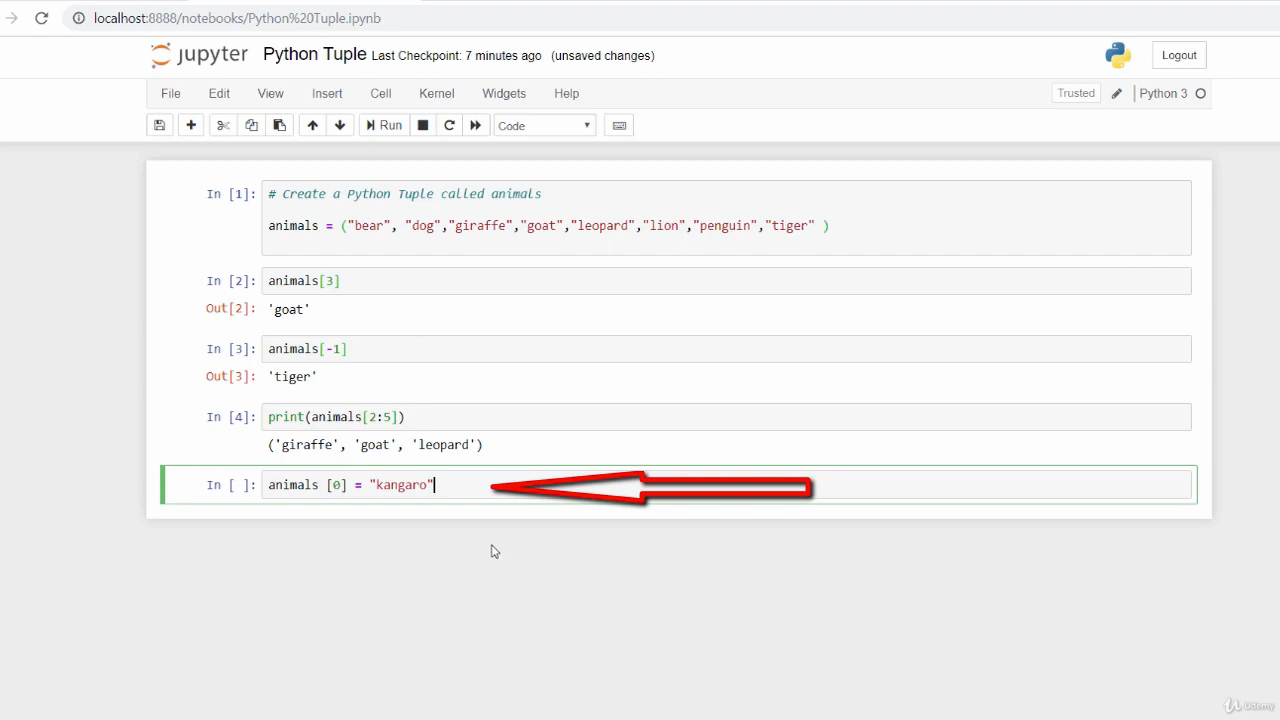 localhost:8888/notebooks/Python%20Tuple.ipynb
jupyter Python Tuple Last Checkpoint: 7 minutes ago (unsaved changes) Logout
File Edit View Insert Cell Kernel Widgets Help Trusted Python 3
Run Code
In [1]: # Create a Python Tuple called animals
animals = ("bear", "dog","giraffe","goat","leopard","lion","penguin","tiger" )
In [2]: animals[3]
Out[2]: 'goat'
In [3]: animals[-1]
Out[3]: 'tiger'
In [4]: print(animals[2:5])
('giraffe', 'goat', 'leopard')
In [ ]: animals [0] = "kangaro"
Udemy